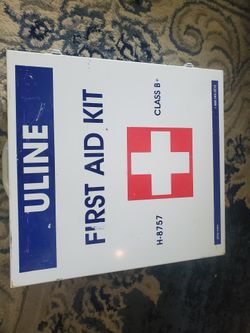 ULINE
FIRST AID KIT
H-8757
CLASS B+